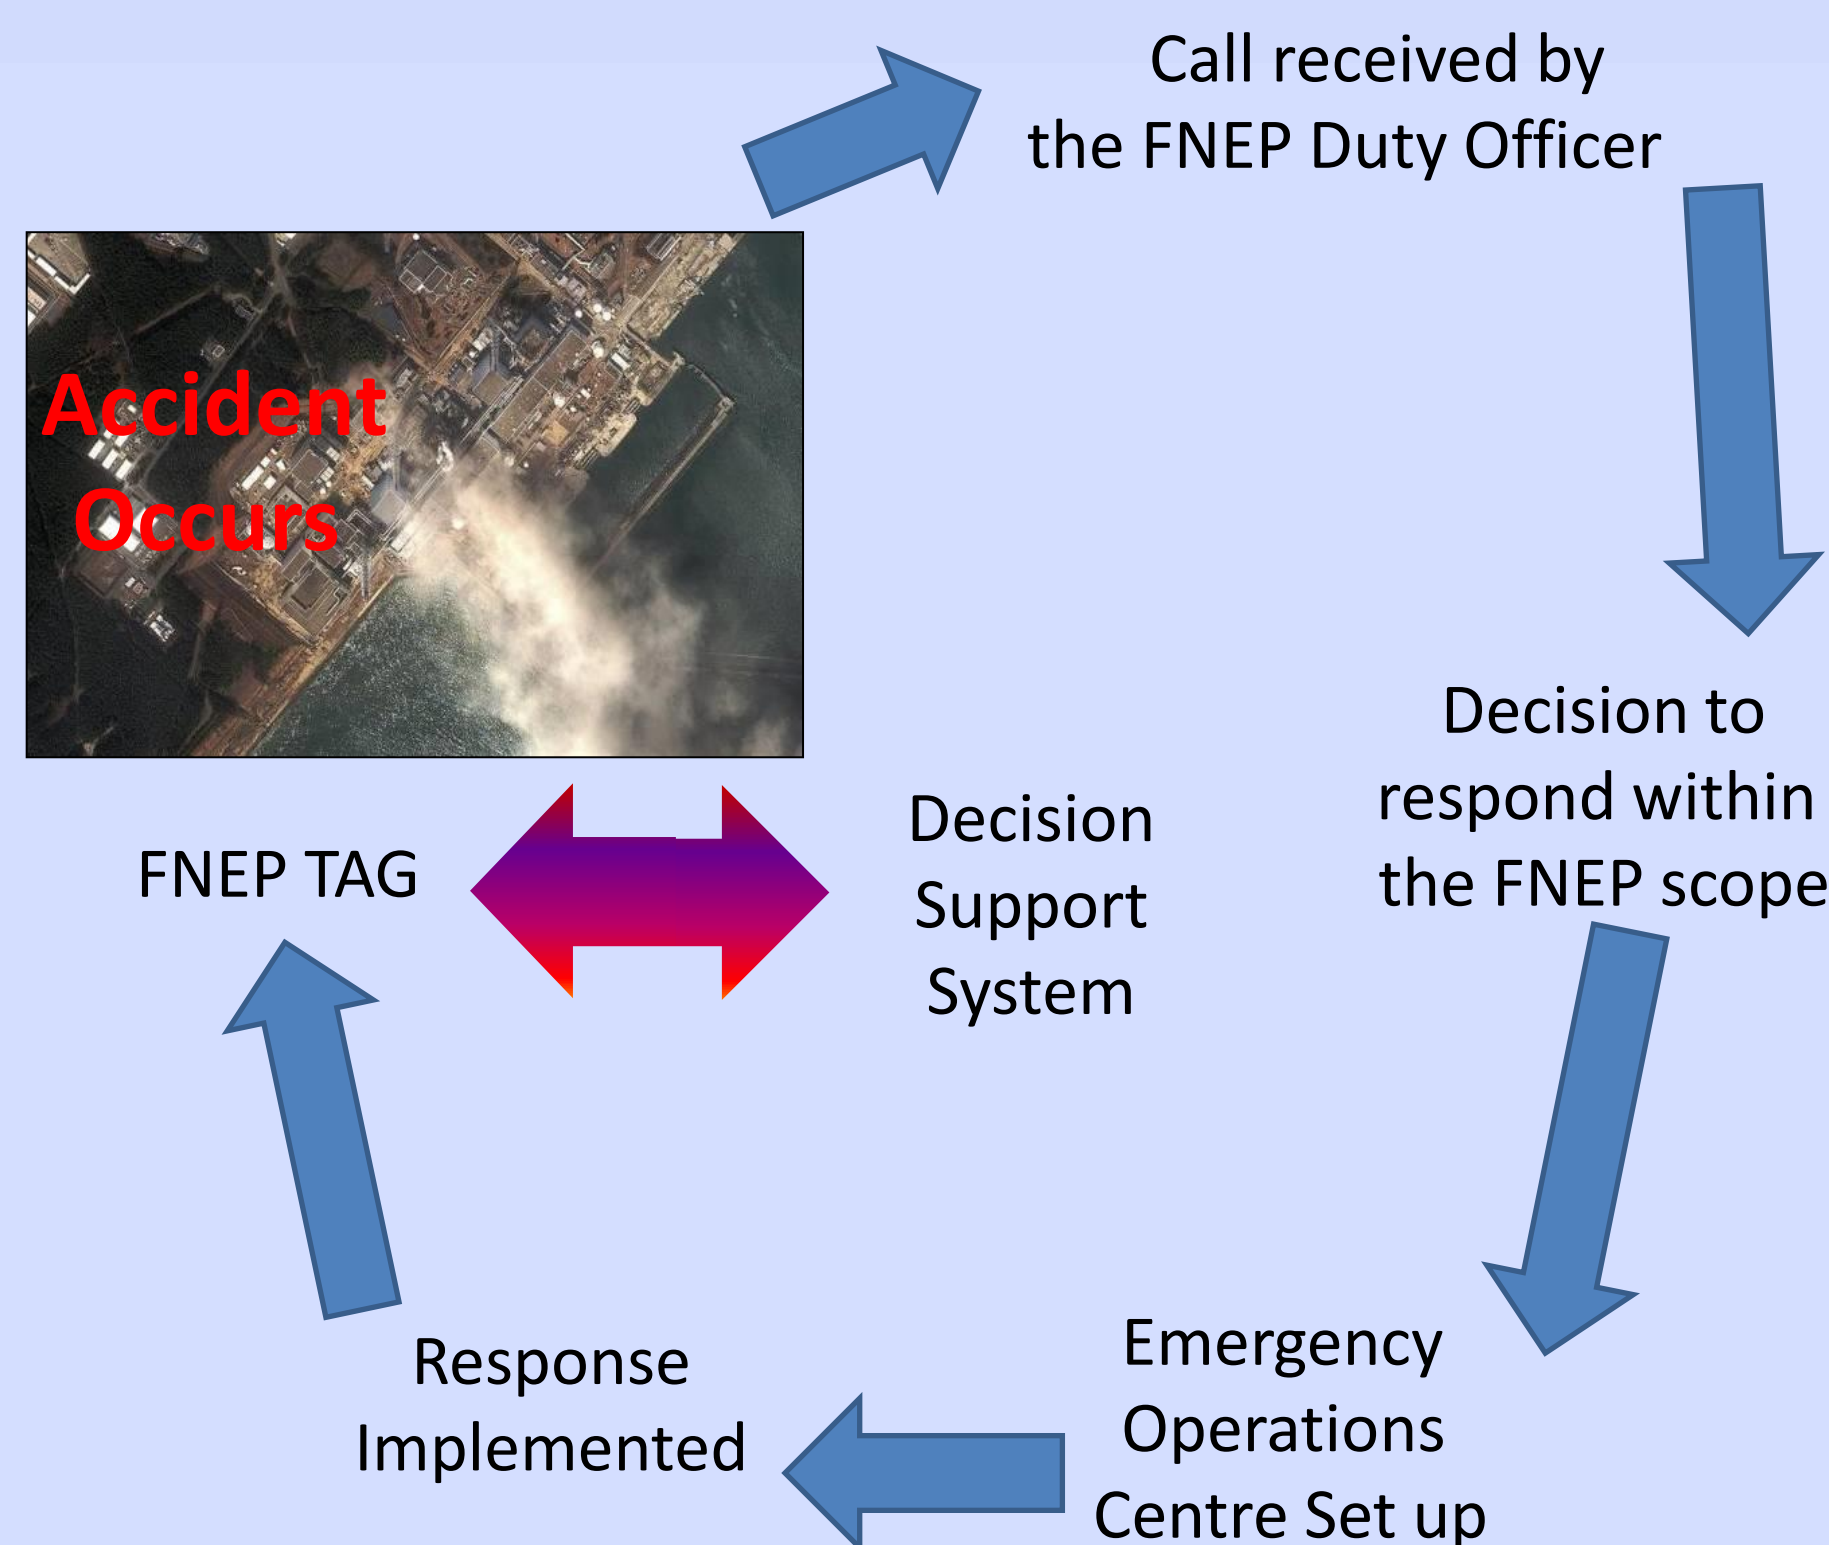 Call received by
the FNEP Duty Officer
Accident
Occurs
Decision to
respond within
the FNEP scope
Decision
Support
System
FNEP TAG
Emergency
Operations
Centre Set up
Response
Implemented